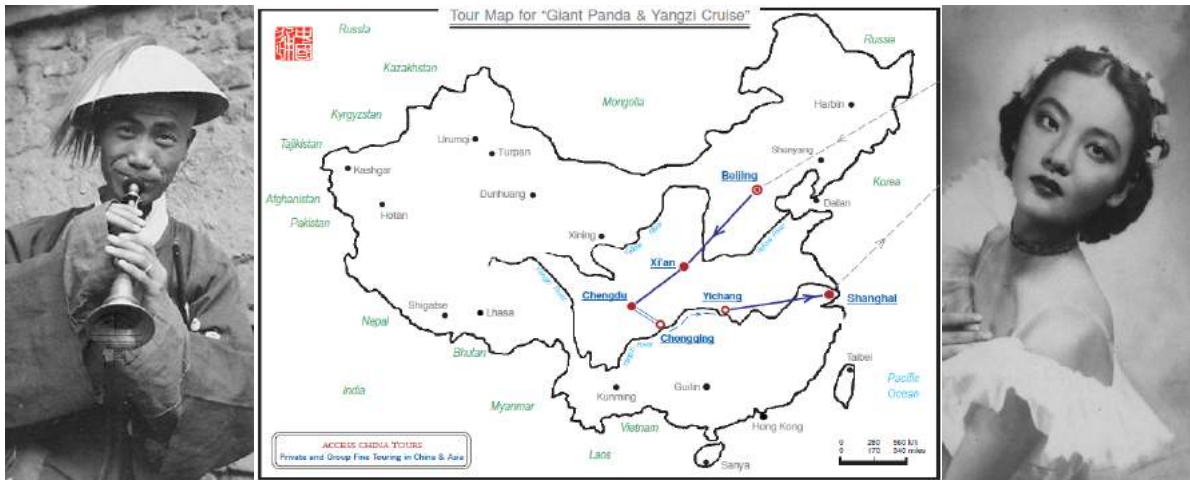 Tour Map for "Giant Panda & Yangzi Cruise"
Russia
Russia
Kazakhstan
Mongolia
Harbin
Kyrgyzstan
Urumqi
Turpan
Shenyang
Tajikistan
Kashgar
Beijing
Korea
Dunhuang
Afghanistan
Hotan
Dalian
Pakistan
Xining
Xi'an
Chengdu
Yichang
Shanghai
Shigatse
Lhasa
Nepal
Chongqing
Bhutan
Taibei
Pacific
Ocean
India
Kunming
Guilin
Myanmar
Vietnam
Hong Kong
ACCESS CHINA TOURS
Private and Group Fine Touring in China & Asia
Laos
Sanya